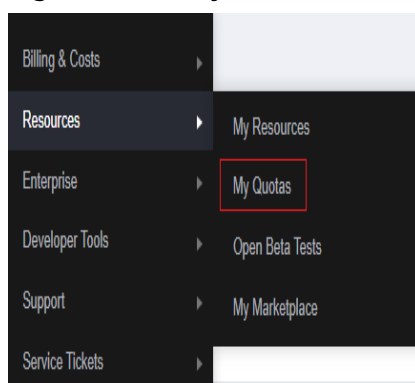 Billing & Costs
Resources
Enterprise
Developer Tools
Support
Service Tickets
My Resources
My Quotas
Open Beta Tests
My Marketplace